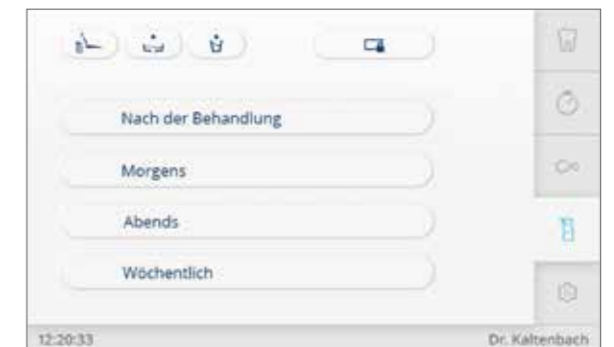 Nach der Behandlung
Morgens
Abends
Wöchentlich
12:20:33
Dr. Kaltenbach